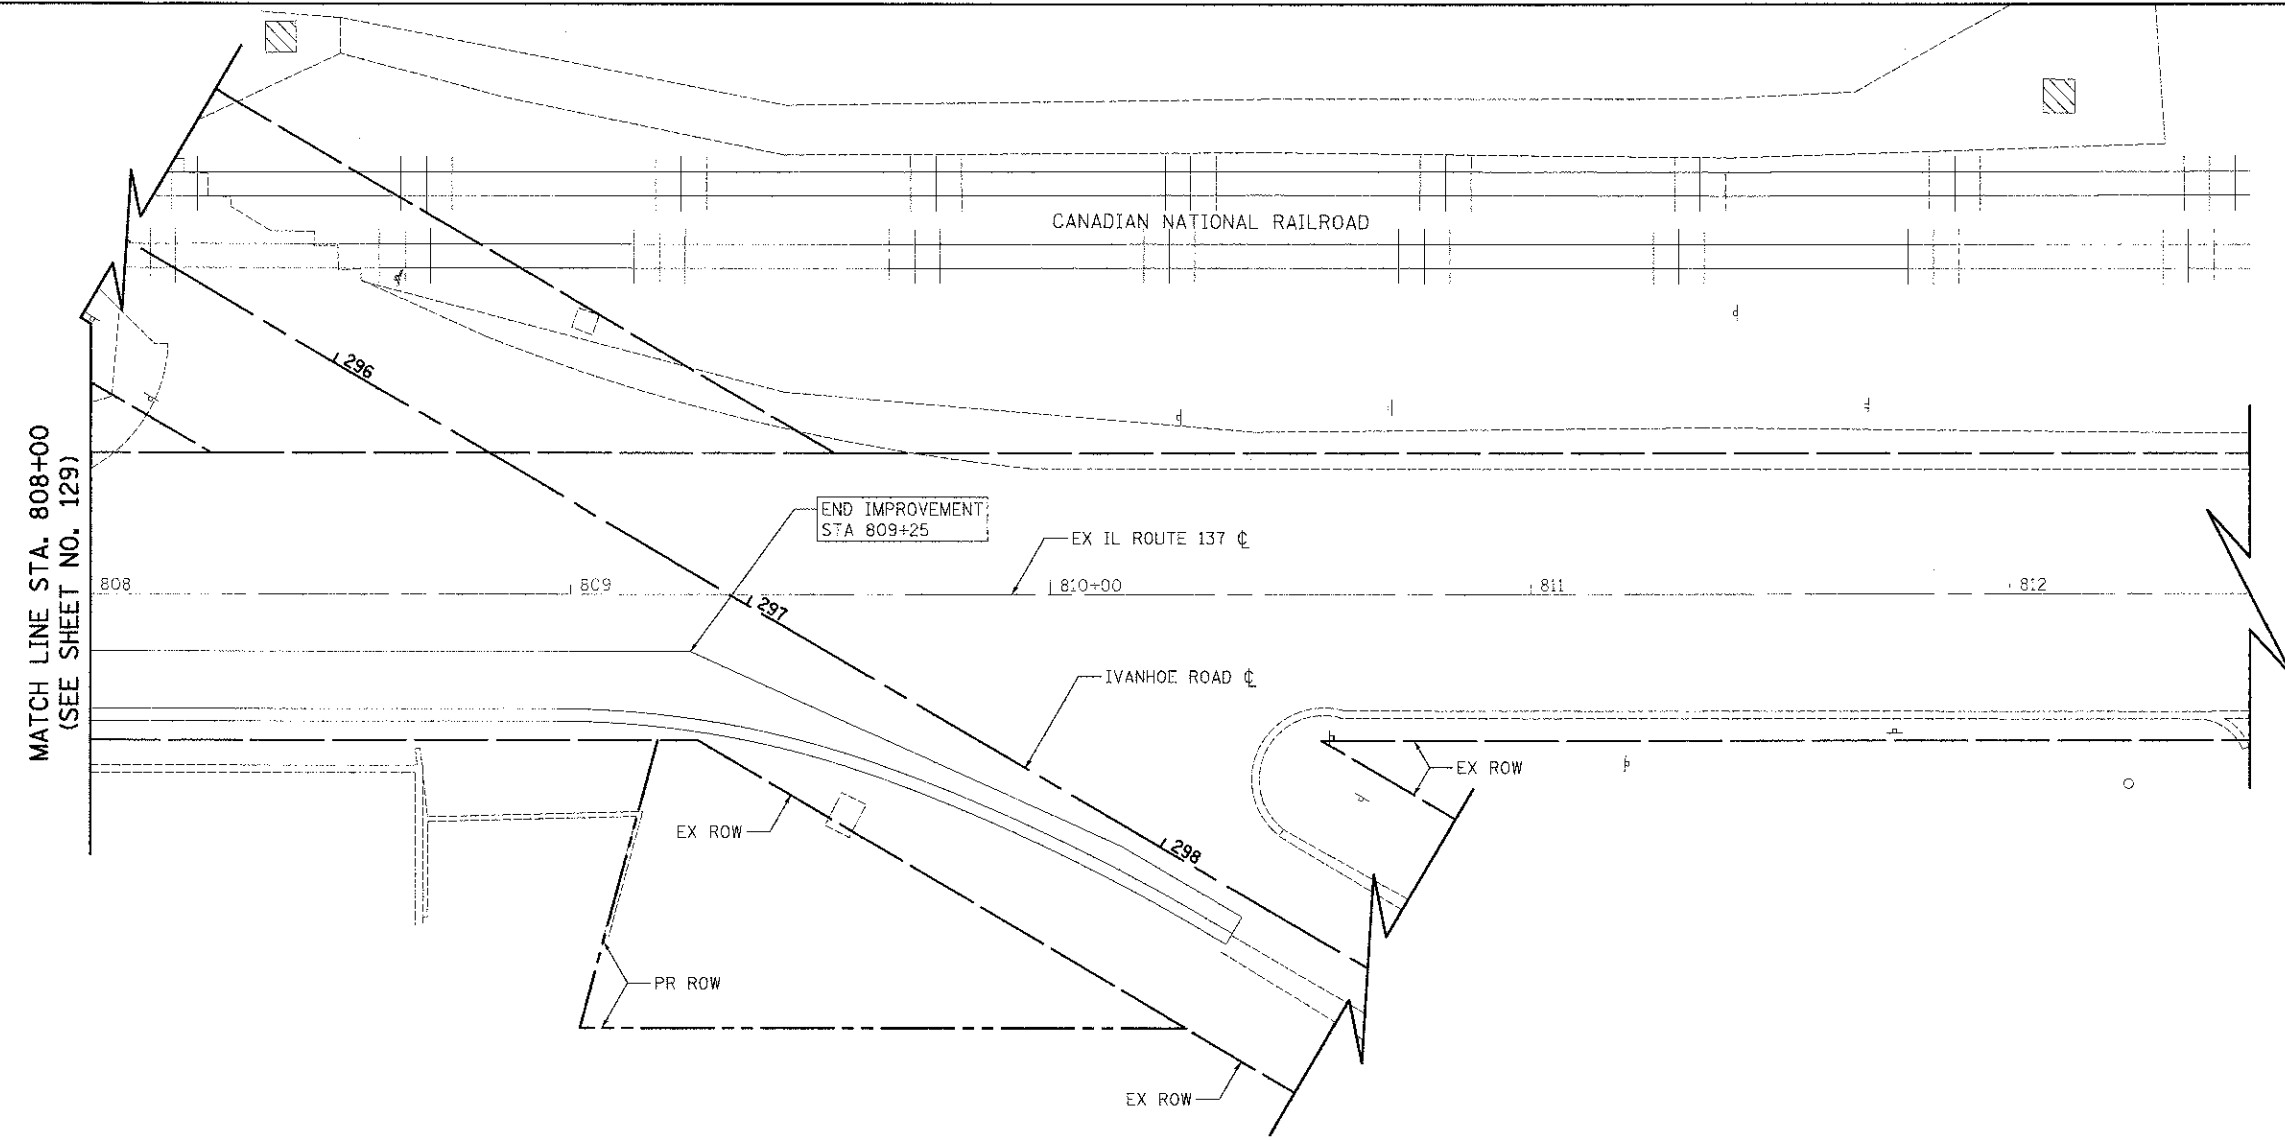 CANADIAN NATIONAL RAILROAD
296
MATCH LINE STA. 808+00
(SEE SHEET NO. 129)
END IMPROVEMENT
STA 809+25
EX IL ROUTE 137 ℄
808
809
810+00
811
812
297
IVANHOE ROAD ℄
EX ROW
EX ROW
298
PR ROW
EX ROW